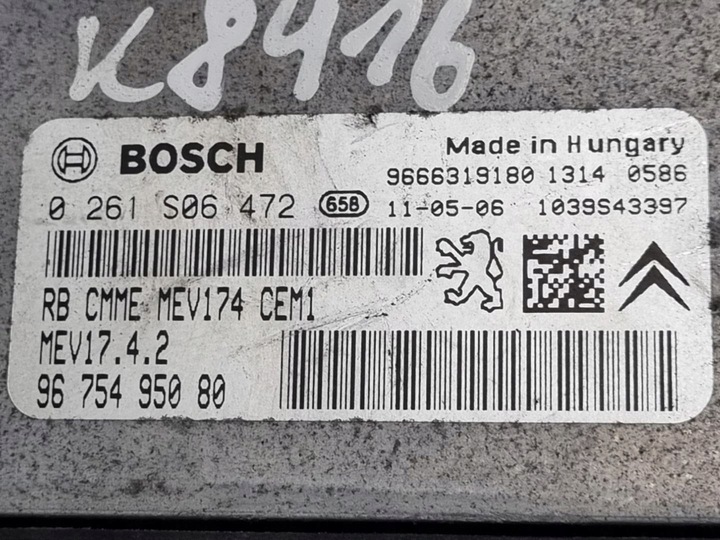 K8416
BOSCH
Made in Hungary
9666319180 1314 0586
0 261 S06 472 658 11-05-06 1039S43397
RB CMME MEV174 CEM1
MEV17.4.2
96 754 950 80